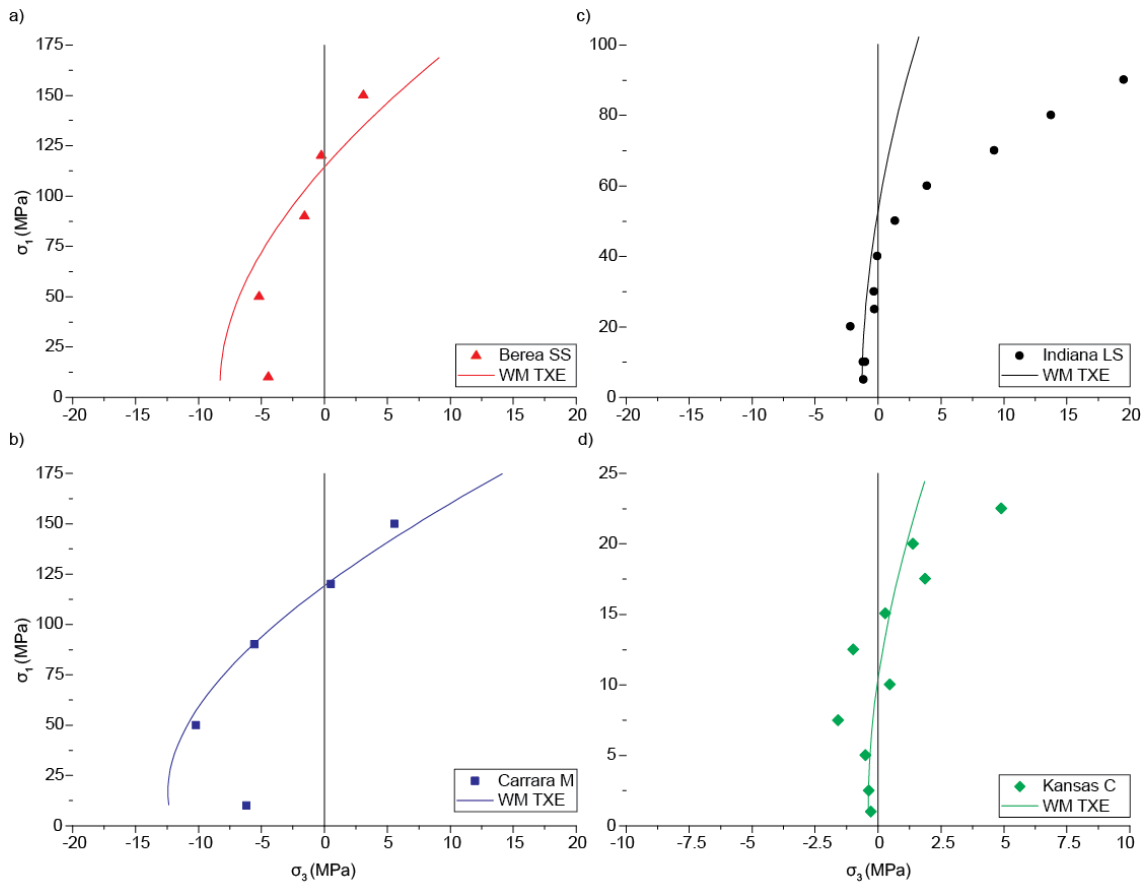 a)
175
150
125
100
75
50
25
0
σ1 (MPa)
-20 -15 -10 -5 0 5 10 15 20
Berea SS
WM TXE
c)
100
80
60
40
20
0
-20 -15 -10 -5 0 5 10 15 20
Indiana LS
WM TXE
b)
175
150
125
100
75
50
25
0
σ1 (MPa)
-20 -15 -10 -5 0 5 10 15 20
σ3 (MPa)
Carrara M
WM TXE
d)
25
20
15
10
5
0
-10 -7.5 -5 -2.5 0 2.5 5 7.5 10
σ3 (MPa)
Kansas C
WM TXE